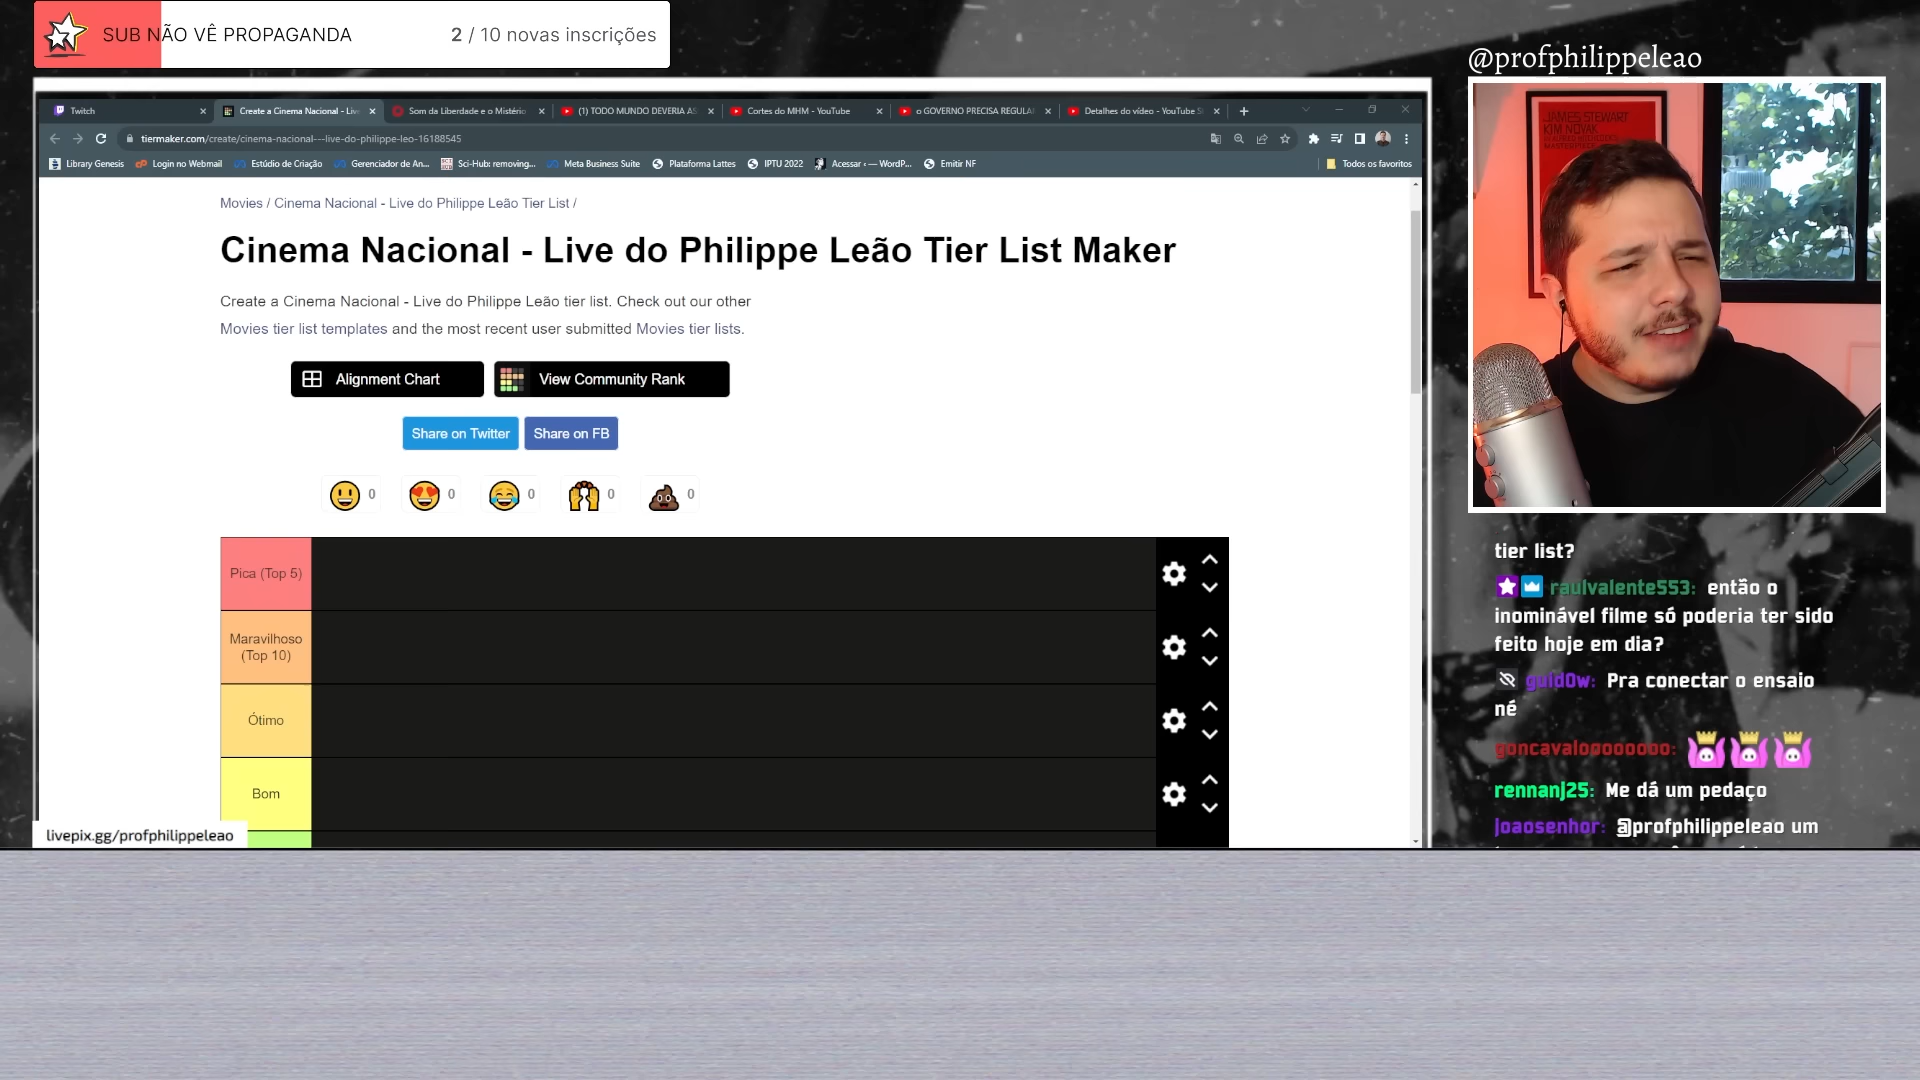 SUB NÃO VÊ PROPAGANDA
2 / 10 novas inscrições
@profphilippeleao
Twitch
Create a Cinema Nacional - Live
Som da Liberdade e o Mistério
(1) TODO MUNDO DEVERIA AS
Cortes do MHM - YouTube
o GOVERNO PRECISA REGULA
Detalhes do vídeo - YouTube S
tiermaker.com/create/cinema-nacional---live-do-philippe-leo-16188545
Library Genesis
Login no Webmail
Estúdio de Criação
Gerenciador de An...
Sci-Hub: removing...
Meta Business Suite
Plataforma Lattes
IPTU 2022
Acessar ‹ — WordP...
Emitir NF
Todos os favoritos
Movies / Cinema Nacional - Live do Philippe Leão Tier List /
Cinema Nacional - Live do Philippe Leão Tier List Maker
Create a Cinema Nacional - Live do Philippe Leão tier list. Check out our other
Movies tier list templates and the most recent user submitted Movies tier lists.
Alignment Chart
View Community Rank
Share on Twitter
Share on FB
0
0
0
0
0
Pica (Top 5)
Maravilhoso
(Top 10)
Ótimo
Bom
livepix.gg/profphilippeleao
JAMES STEWART
KIM NOVAK
tier list?
raulvalente553: então o
inominável filme só poderia ter sido
feito hoje em dia?
guid0w: Pra conectar o ensaio
né
goncavaloooooooo:
rennanj25: Me dá um pedaço
joaosenhor: @profphilippeleao um